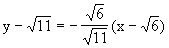 y − √11 = − √6/√11 (x − √6)